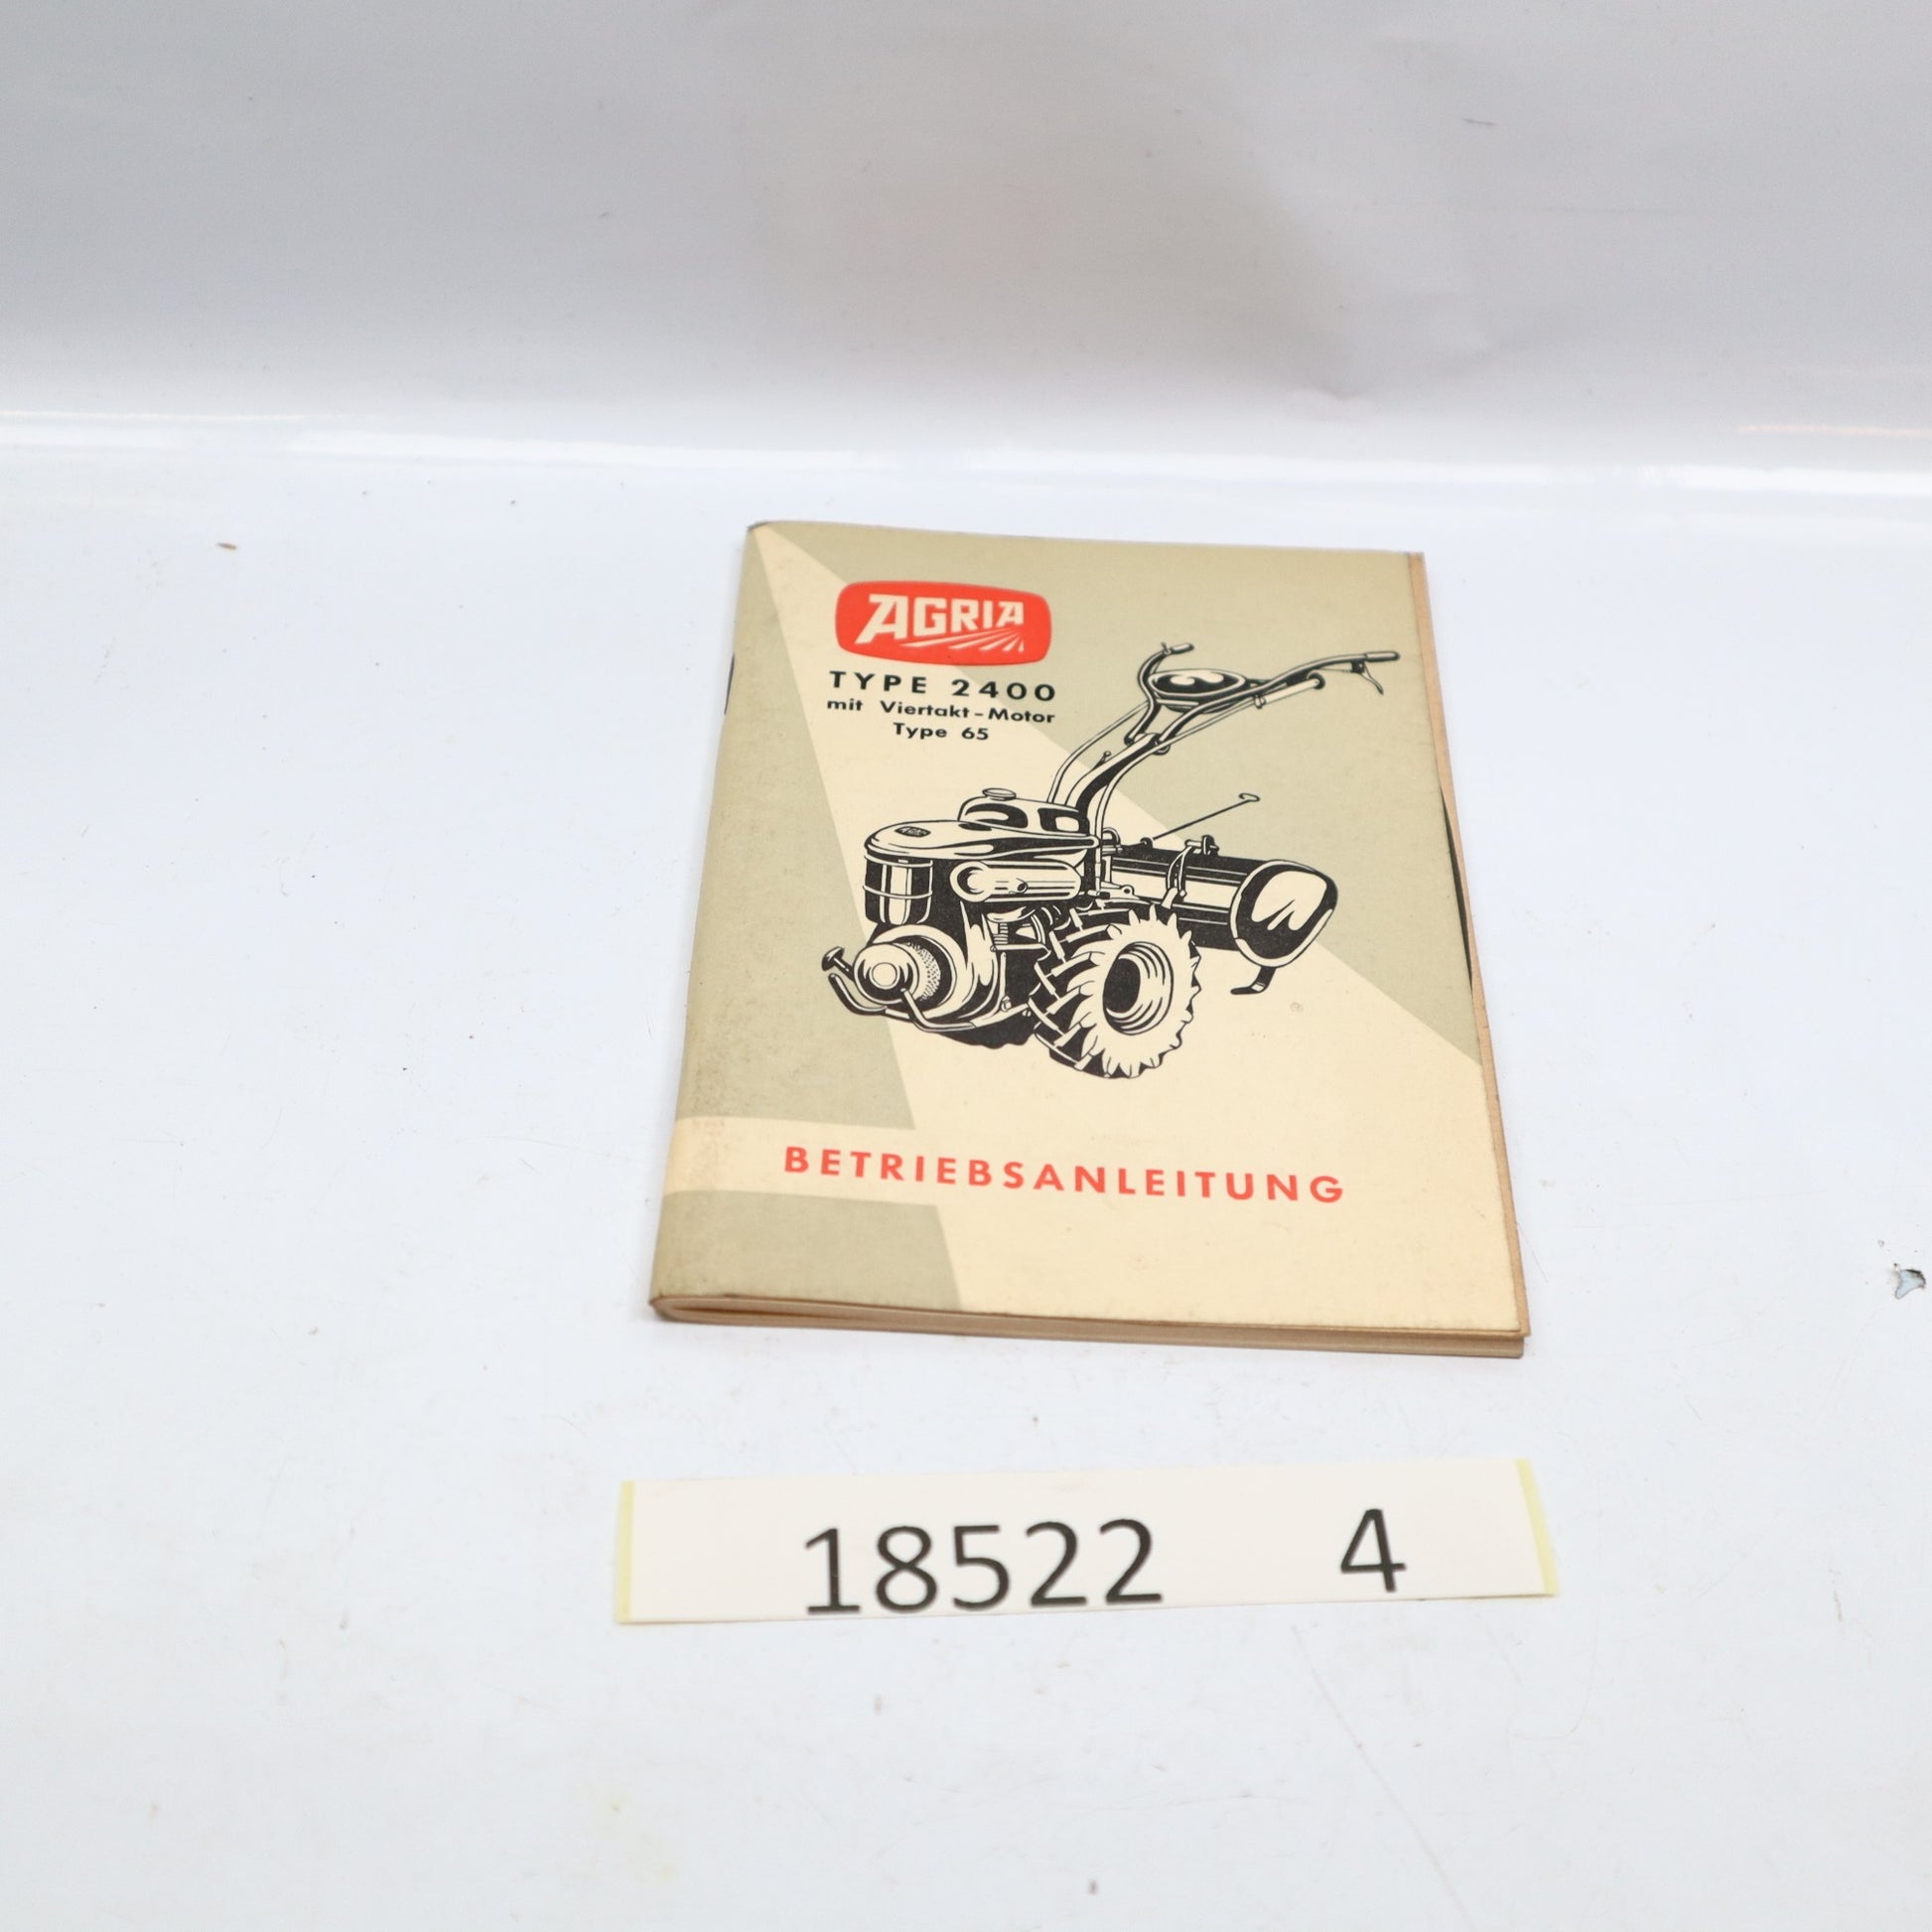 AGRIA
TYPE 2400
mit Viertakt-Motor
Type 65
BETRIEBSANLEITUNG
18522 4